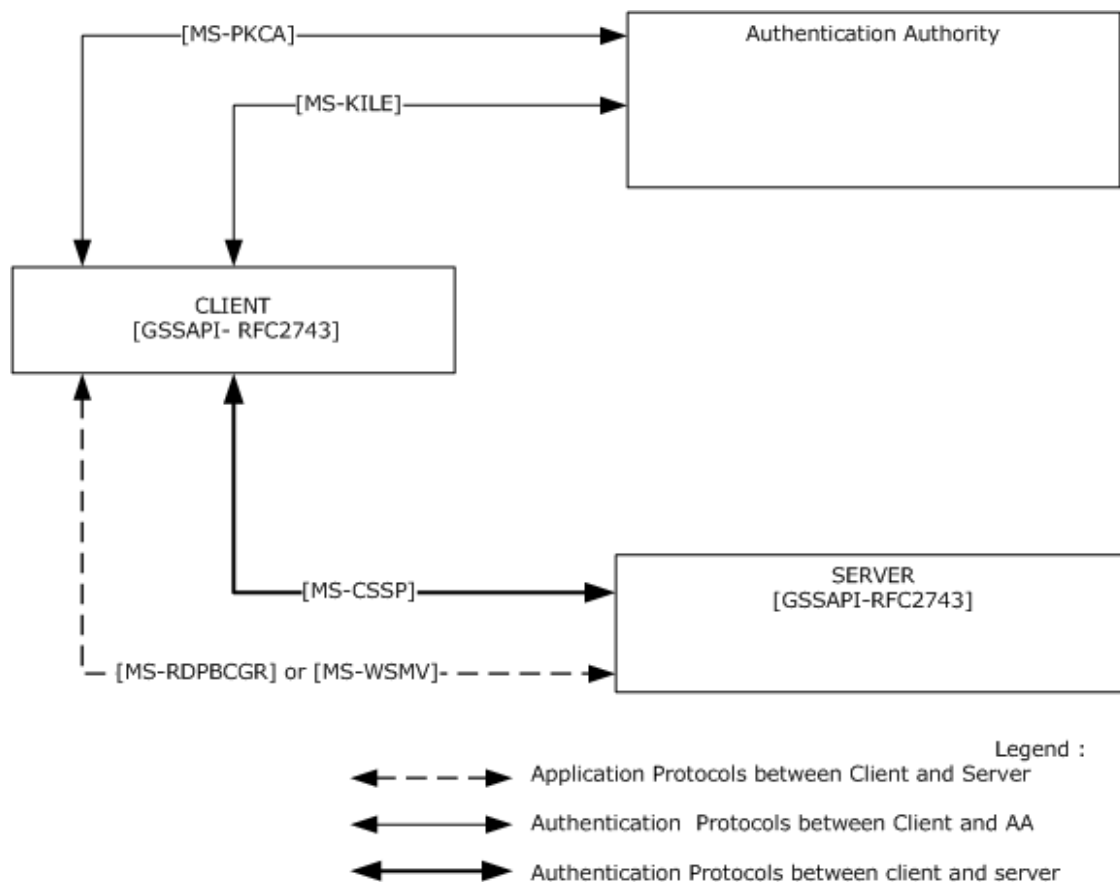 [MS-PKCA]
Authentication Authority
[MS-KILE]
CLIENT
[GSSAPI- RFC2743]
[MS-CSSP]
SERVER
[GSSAPI-RFC2743]
[MS-RDPBCGR] or [MS-WSMV]
Legend :
Application Protocols between Client and Server
Authentication Protocols between Client and AA
Authentication Protocols between client and server